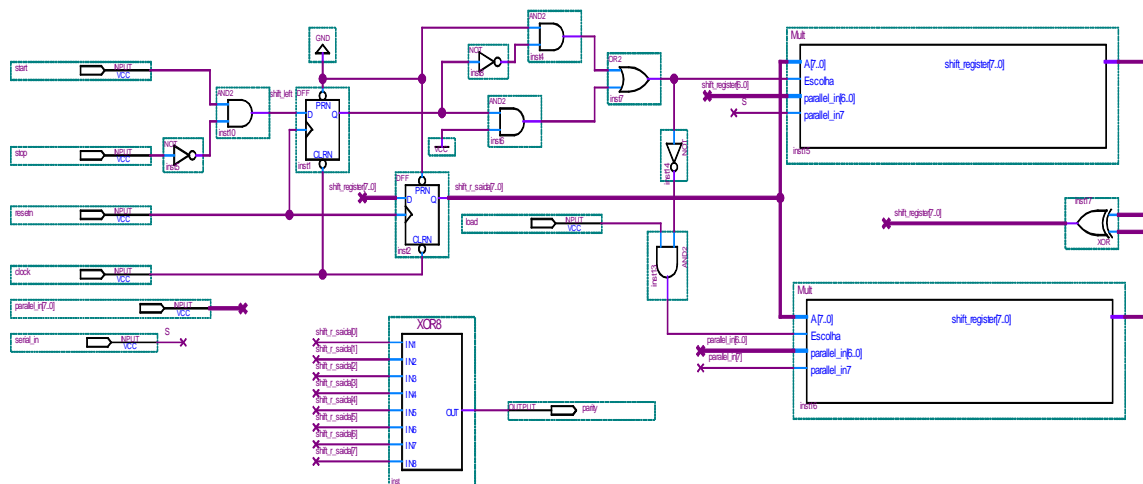 start
INPUT
VCC
stop
INPUT
VCC
NOT
inst5
AND2
inst10
GND
shift_left
DFF
PRN
D
Q
CLRN
inst1
resetn
INPUT
VCC
clock
INPUT
VCC
parallel_in[7..0]
INPUT
VCC
serial_in
INPUT
VCC
S
shift_register[7..0]
DFF
PRN
D
Q
CLRN
inst2
shift_r_saida[7..0]
NOT
AND2
inst4
VCC
AND2
inst6
OR2
inst7
NOT
inst14
load
INPUT
VCC
AND2
inst13
Mult
A[7..0]
Escolha
parallel_in[6..0]
parallel_in7
shift_register[7..0]
inst15
shift_register[6..0]
S
shift_register[7..0]
inst17
XOR
Mult
A[7..0]
Escolha
parallel_in[6..0]
parallel_in7
shift_register[7..0]
inst16
parallel_in[6..0]
parallel_in[7]
XOR8
shift_r_saida[0]
IN1
shift_r_saida[1]
IN2
shift_r_saida[2]
IN3
shift_r_saida[3]
IN4
shift_r_saida[4]
IN5
shift_r_saida[5]
IN6
shift_r_saida[6]
IN7
shift_r_saida[7]
IN8
OUT
inst
OUTPUT
parity